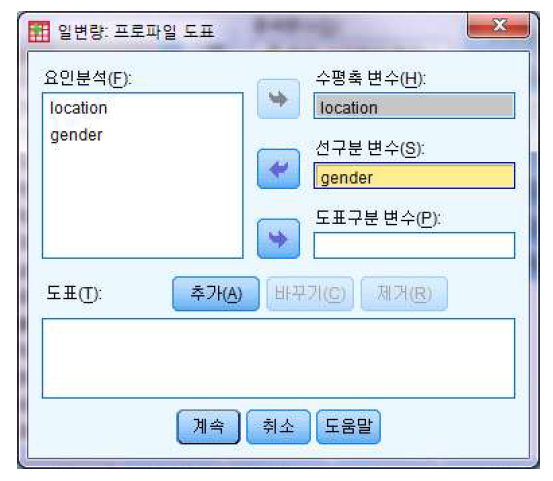 일변량: 프로파일 도표
요인분석(F):
location
gender
수평축 변수(H):
location
선구분 변수(S):
gender
도표구분 변수(P):
도표(T):
추가(A) 바꾸기(C) 제거(R)
계속 취소 도움말